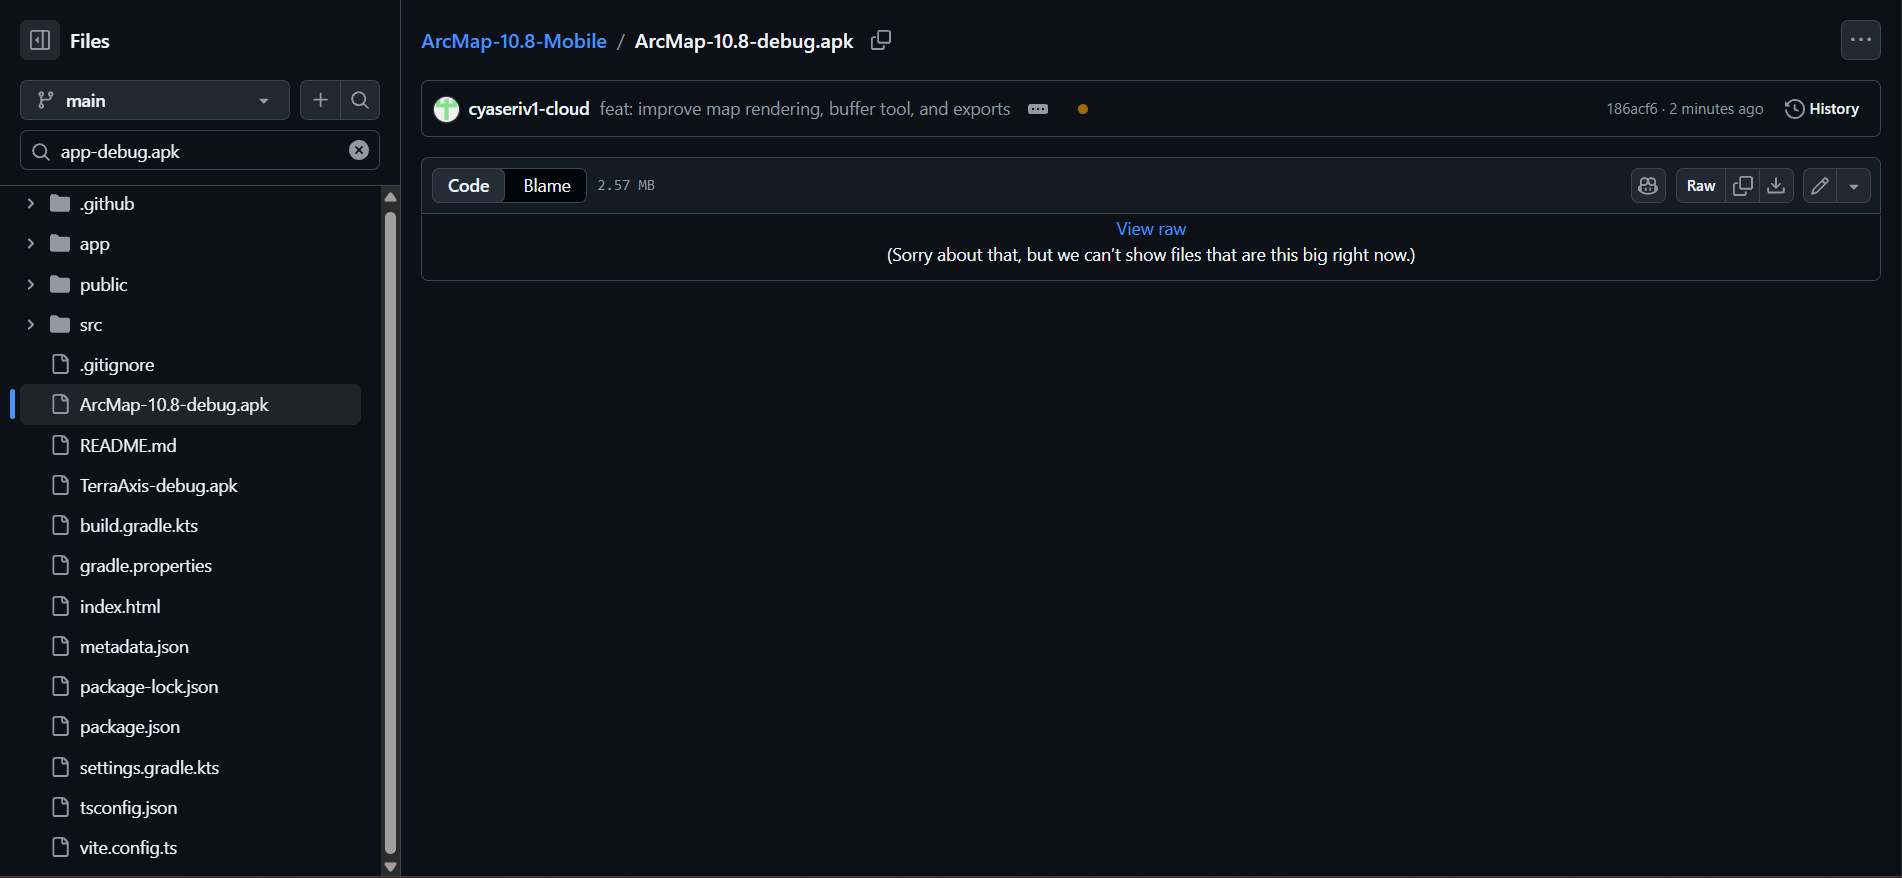 Files
main
app-debug.apk
.github
app
public
src
.gitignore
ArcMap-10.8-debug.apk
README.md
TerraAxis-debug.apk
build.gradle.kts
gradle.properties
index.html
metadata.json
package-lock.json
package.json
settings.gradle.kts
tsconfig.json
vite.config.ts
ArcMap-10.8-Mobile / ArcMap-10.8-debug.apk
cyaseriv1-cloud feat: improve map rendering, buffer tool, and exports 186acf6 · 2 minutes ago History
Code Blame 2.57 MB Raw
View raw
(Sorry about that, but we can’t show files that are this big right now.)